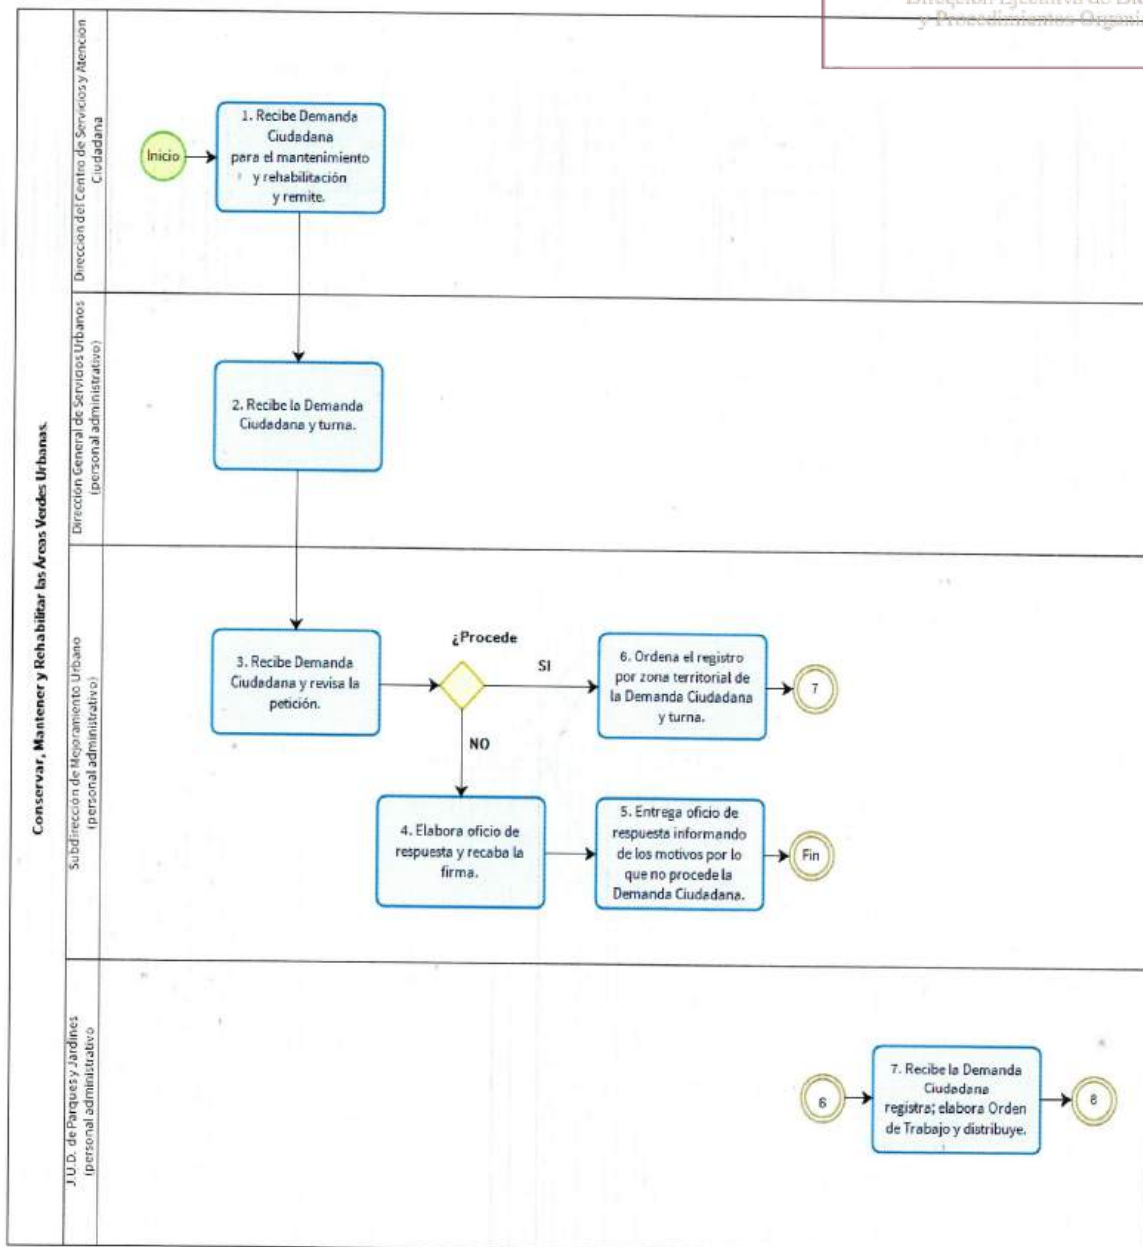 y Procedimientos Organi
Conservar, Mantener y Rehabilitar las Áreas Verdes Urbanas.
Dirección del Centro de Servicios y Atención
Ciudadana
Inicio
1. Recibe Demanda
Ciudadana
para el mantenimiento
y rehabilitación
y remite.
Dirección General de Servicios Urbanos
(personal administrativo)
2. Recibe la Demanda
Ciudadana y turna.
Subdirección de Mejoramiento Urbano
(personal administrativo)
3. Recibe Demanda
Ciudadana y revisa la
petición.
¿Procede
SI
6. Ordena el registro
por zona territorial de
la Demanda Ciudadana
y turna.
7
NO
4. Elabora oficio de
respuesta y recaba la
firma.
5. Entrega oficio de
respuesta informando
de los motivos por lo
que no procede la
Demanda Ciudadana.
Fin
J.U.D. de Parques y Jardines
(personal administrativo
6
7. Recibe la Demanda
Ciudadana
registra; elabora Orden
de Trabajo y distribuye.
8